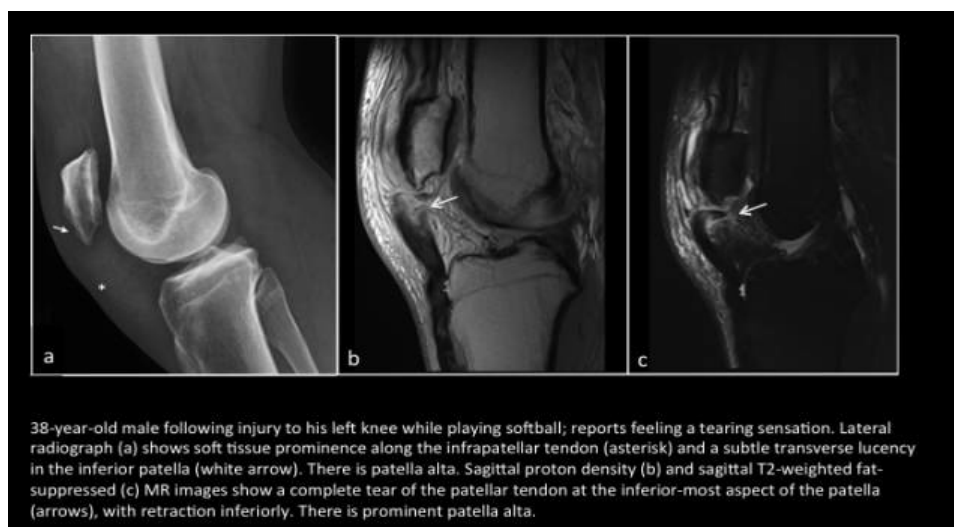 a
b
c
*
38-year-old male following injury to his left knee while playing softball; reports feeling a tearing sensation. Lateral
radiograph (a) shows soft tissue prominence along the infrapatellar tendon (asterisk) and a subtle transverse lucency
in the inferior patella (white arrow). There is patella alta. Sagittal proton density (b) and sagittal T2-weighted fat-
suppressed (c) MR images show a complete tear of the patellar tendon at the inferior-most aspect of the patella
(arrows), with retraction inferiorly. There is prominent patella alta.